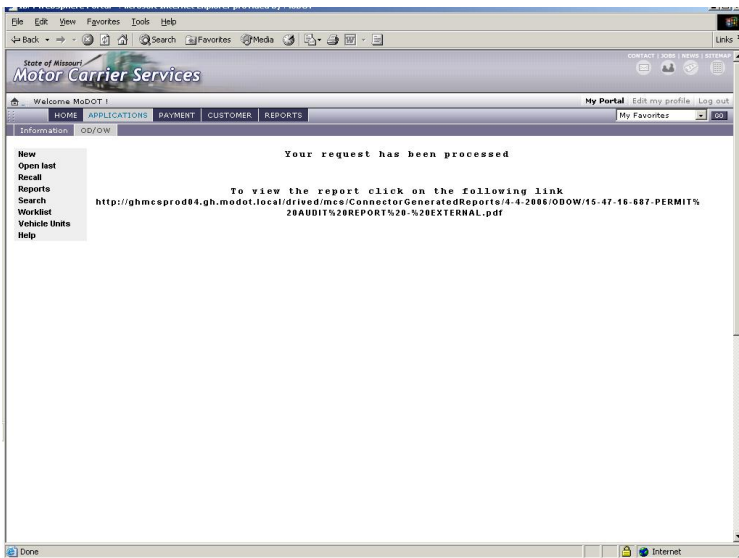 File Edit View Favorites Tools Help
Back Search Favorites Media Links
State of Missouri CONTACT | JOBS | NEWS | SITEMAP
Motor Carrier Services
Welcome MoDOT ! My Portal Edit my profile Log out
HOME APPLICATIONS PAYMENT CUSTOMER REPORTS My Favorites GO
Information OD/OW
New
Open last
Recall
Reports
Search
Worklist
Vehicle Units
Help
Your request has been processed
To view the report click on the following link
http://ghmcsprod04.gh.modot.local/drived/mcs/ConnectorGeneratedReports/4-4-2006/ODOW/15-47-16-687-PERMIT%
20AUDIT%20REPORT%20-%20EXTERNAL.pdf
Done Internet